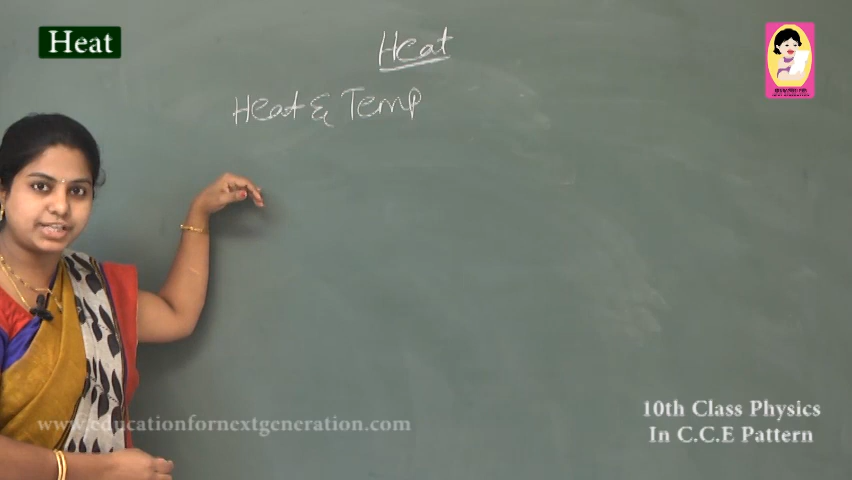 Heat
Heat
Heat & Temp
www.educationfornextgeneration.com
10th Class Physics
In C.C.E Pattern